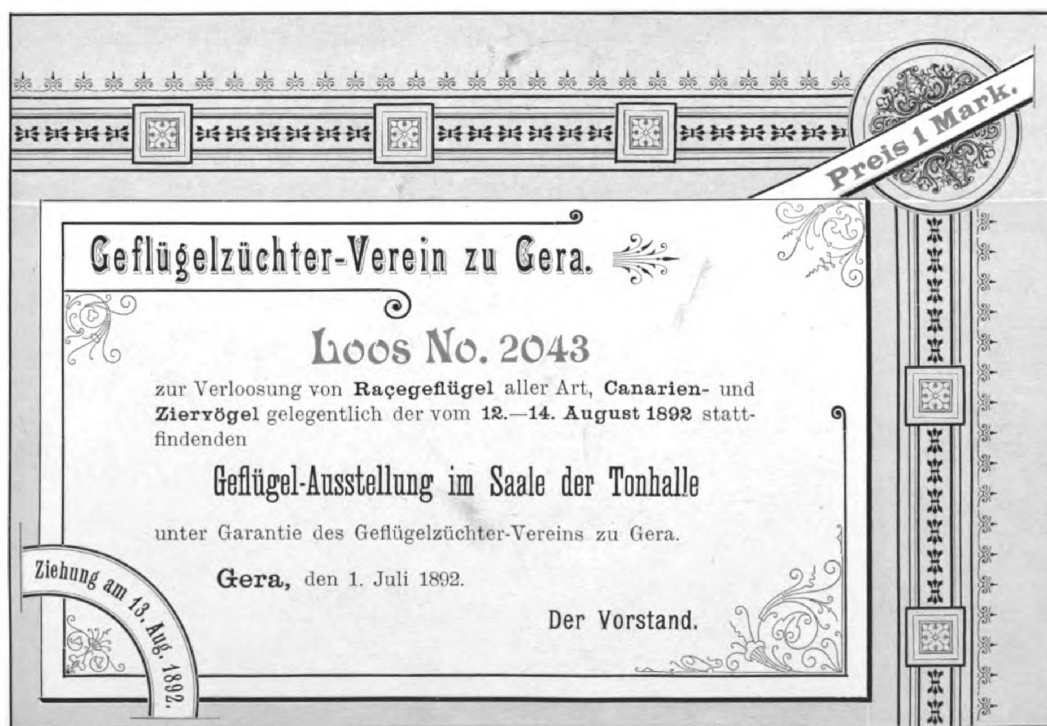 Preis 1 Mark.
Geflügelzüchter-Verein zu Gera.
Loos No. 2043
zur Verloosung von Raçegeflügel aller Art, Canarien- und
Ziervögel gelegentlich der vom 12.—14. August 1892 statt-
findenden
Geflügel-Ausstellung im Saale der Tonhalle
unter Garantie des Geflügelzüchter-Vereins zu Gera.
Gera, den 1. Juli 1892.
Der Vorstand.
Ziehung am 13. Aug. 1892.